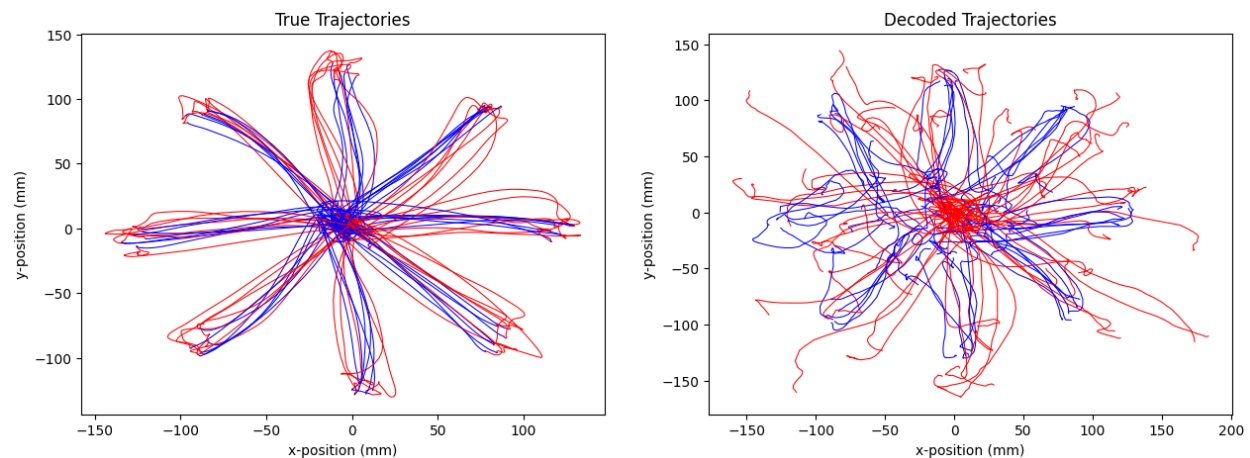 True Trajectories
150
100
50
0
−50
−100
y-position (mm)
−150 −100 −50 0 50 100
x-position (mm)
Decoded Trajectories
150
100
50
0
−50
−100
−150
y-position (mm)
−150 −100 −50 0 50 100 150 200
x-position (mm)